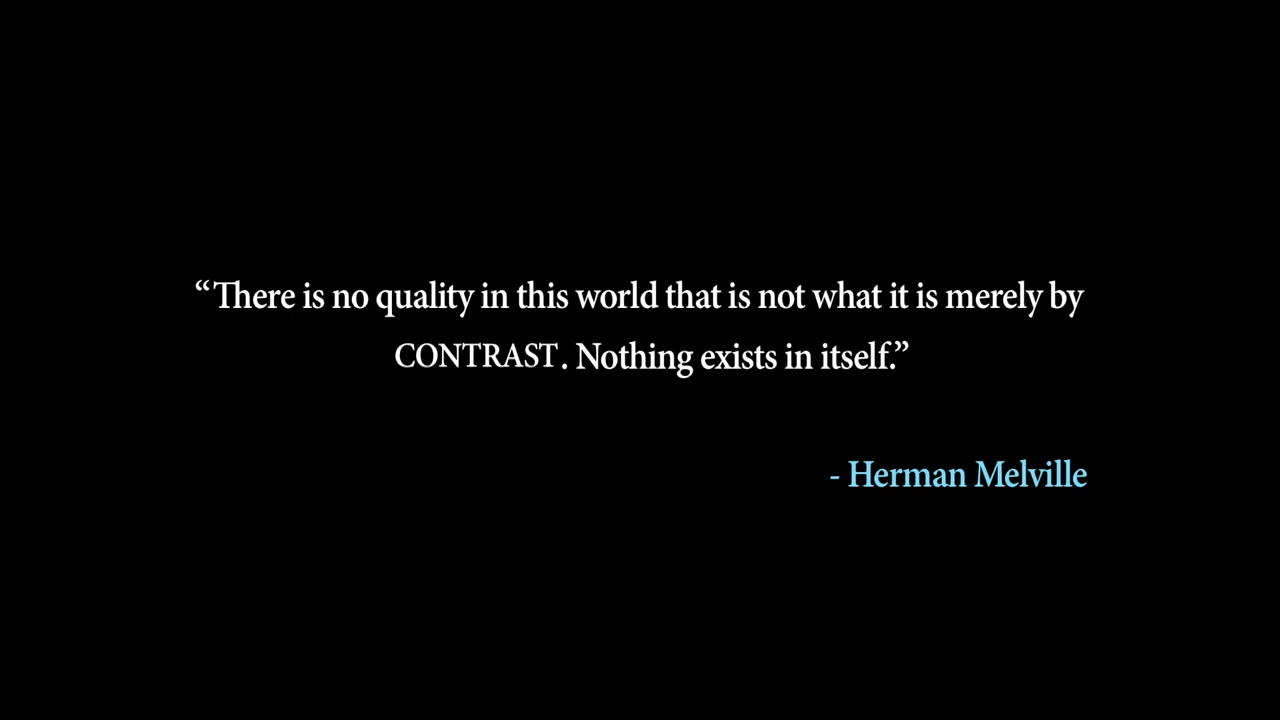 “There is no quality in this world that is not what it is merely by
CONTRAST. Nothing exists in itself.”
- Herman Melville